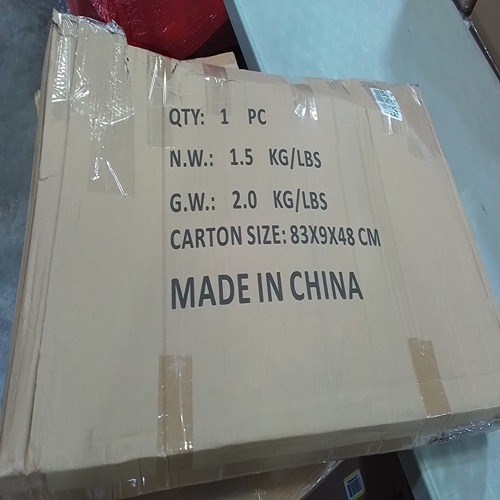 QTY: 1 PC
N.W.: 1.5 KG/LBS
G.W.: 2.0 KG/LBS
CARTON SIZE: 83X9X48 CM
MADE IN CHINA